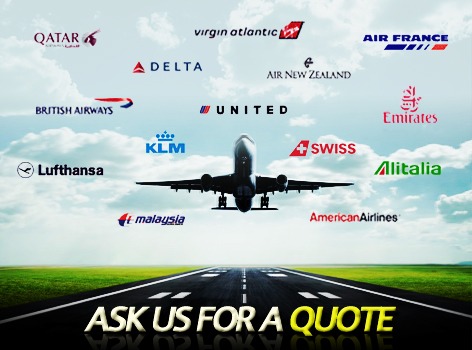 QATAR
AIRWAYS
virgin atlantic
AIR FRANCE
DELTA
AIR NEW ZEALAND
BRITISH AIRWAYS
UNITED
Emirates
KLM
SWISS
Lufthansa
Alitalia
malaysia
AmericanAirlines
ASK US FOR A QUOTE